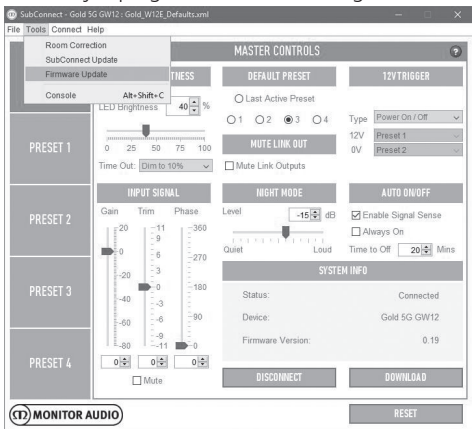 SubConnect - Gold 5G GW12 : Gold_W12E_Defaults.xml
File Tools Connect Help
Room Correction
SubConnect Update
Firmware Update
Console Alt+Shift+C
MASTER CONTROLS
?
TNESS
LED Brightness 40 %
0 25 50 75 100
Time Out: Dim to 10%
DEFAULT PRESET
Last Active Preset
1 2 3 4
MUTE LINK OUT
Mute Link Outputs
12V TRIGGER
Type Power On / Off
12V Preset 1
0V Preset 2
PRESET 1
PRESET 2
PRESET 3
PRESET 4
INPUT SIGNAL
Gain Trim Phase
20 11 360
9
0 6 270
3
-20 0 180
-40 -3
-6 90
-60 -9
-80 -11 0
0 0 0
Mute
NIGHT MODE
Level -15 dB
Quiet Loud
AUTO ON/OFF
Enable Signal Sense
Always On
Time to Off 20 Mins
SYSTEM INFO
Status: Connected
Device: Gold 5G GW12
Firmware Version: 0.19
DISCONNECT
DOWNLOAD
MONITOR AUDIO
RESET